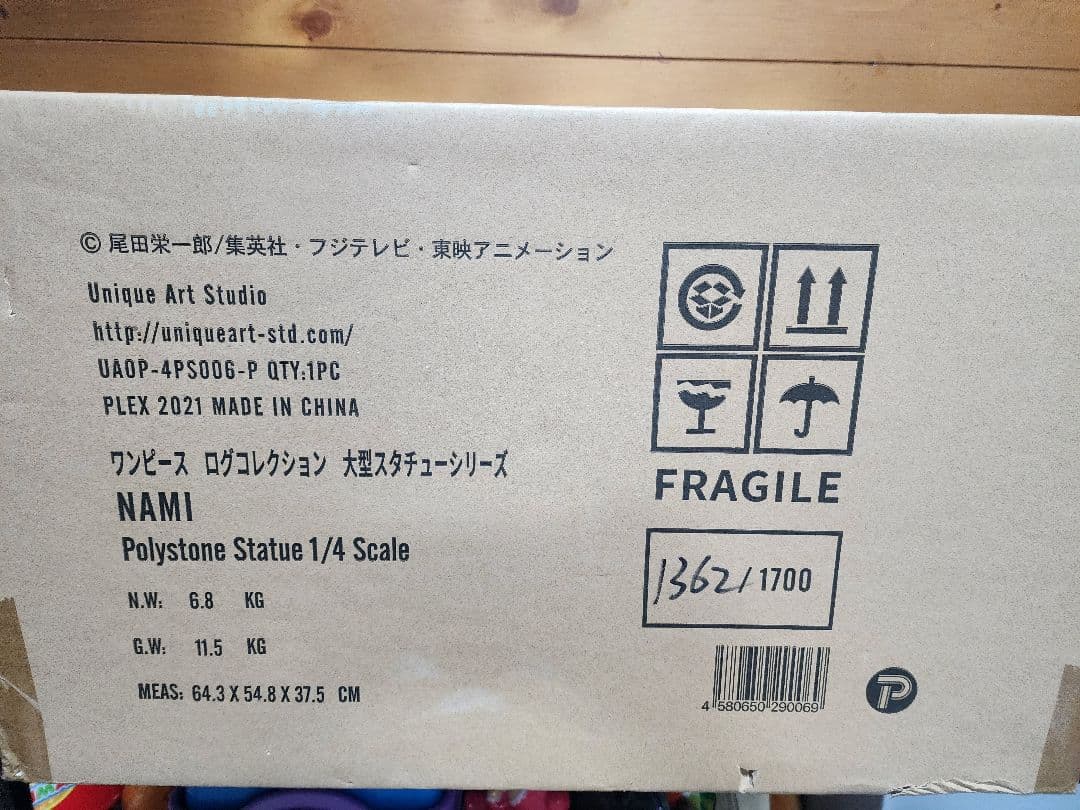 © 尾田栄一郎/集英社・フジテレビ・東映アニメーション
Unique Art Studio
http://uniqueart-std.com/
UAOP-4PS006-P QTY:1PC
PLEX 2021 MADE IN CHINA
ワンピース ログコレクション 大型スタチューシリーズ
NAMI
Polystone Statue 1/4 Scale
N.W: 6.8 KG
G.W: 11.5 KG
MEAS: 64.3 X 54.8 X 37.5 CM
FRAGILE
1362/1700
4 580650 290069
P